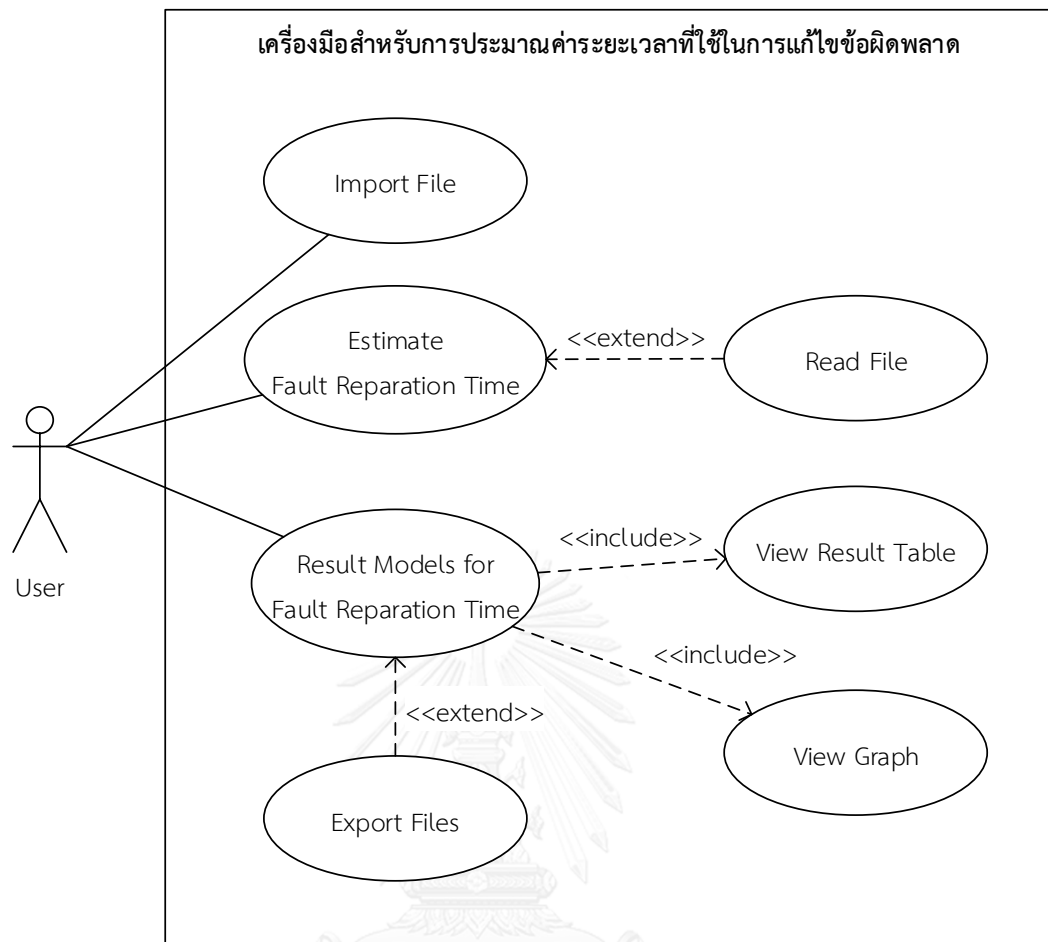 เครื่องมือสำหรับการประมาณค่าระยะเวลาที่ใช้ในการแก้ไขข้อผิดพลาด
Import File
Estimate
Fault Reparation Time
<<extend>>
Read File
User
Result Models for
Fault Reparation Time
<<include>>
View Result Table
<<include>>
View Graph
<<extend>>
Export Files